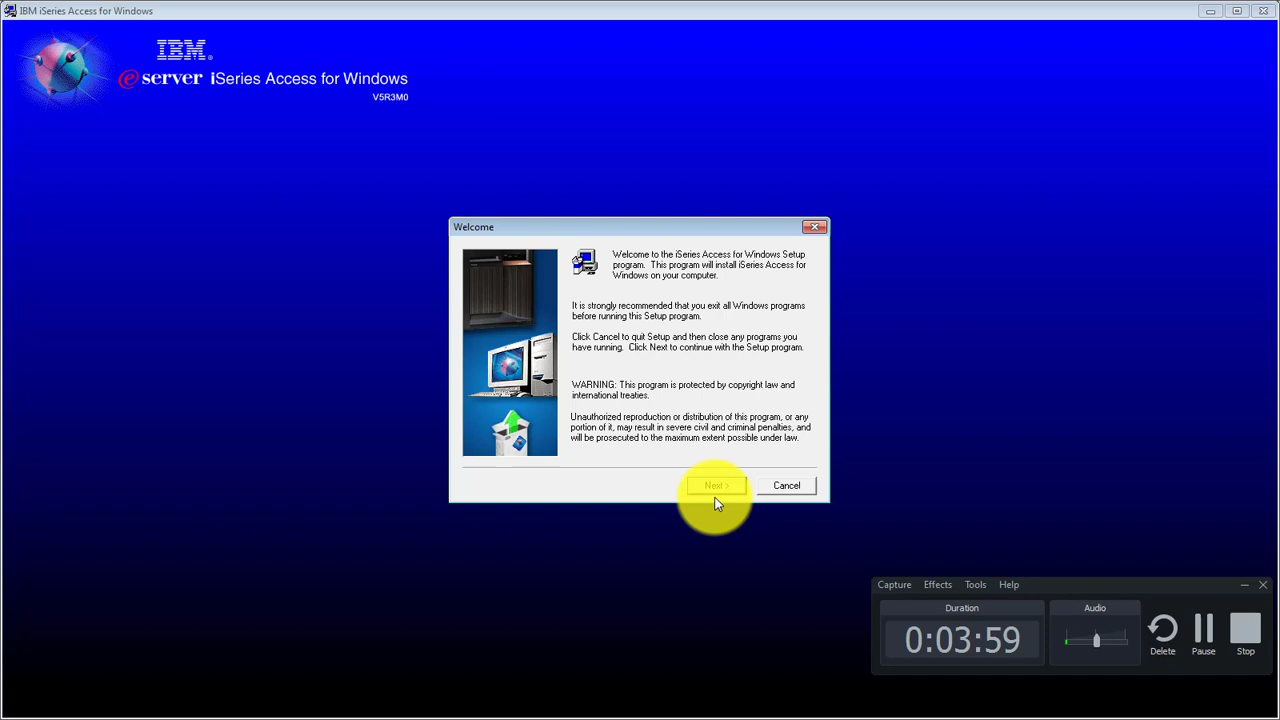 IBM iSeries Access for Windows
IBM
e server iSeries Access for Windows
V5R3M0
Welcome
Welcome to the iSeries Access for Windows Setup
program. This program will install iSeries Access for
Windows on your computer.
It is strongly recommended that you exit all Windows programs
before running this Setup program.
Click Cancel to quit Setup and then close any programs you
have running. Click Next to continue with the Setup program.
WARNING: This program is protected by copyright law and
international treaties.
Unauthorized reproduction or distribution of this program, or any
portion of it, may result in severe civil and criminal penalties, and
will be prosecuted to the maximum extent possible under law.
Next >
Cancel
Capture Effects Tools Help
Duration
Audio
0:03:59
Delete
Pause
Stop